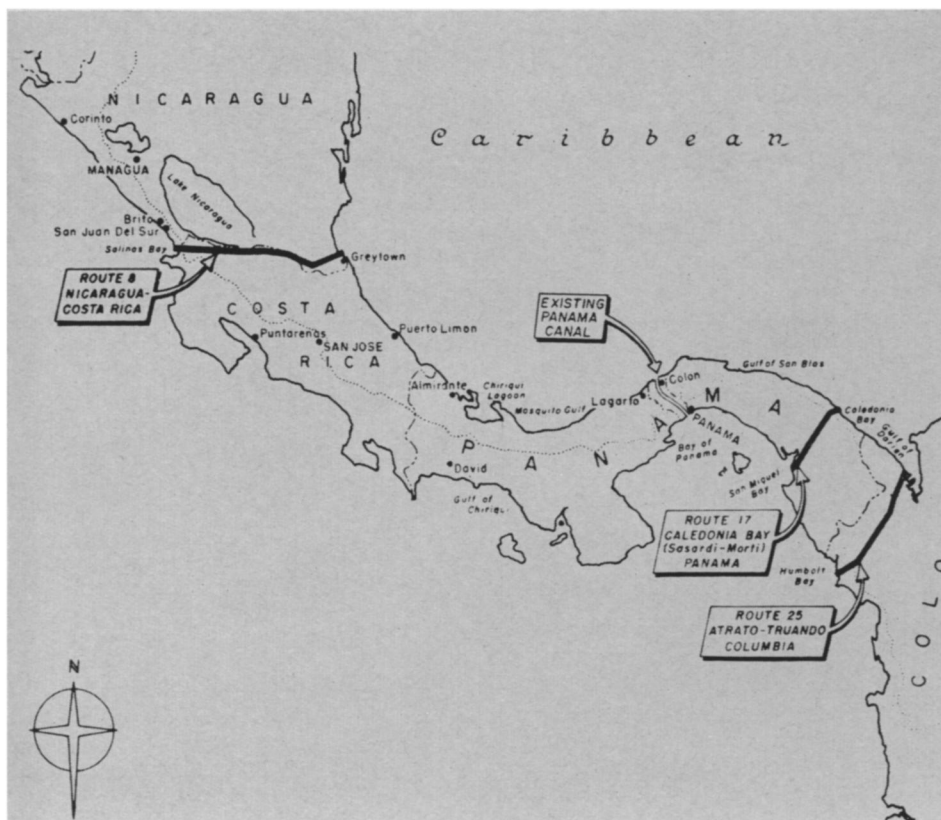 NICARAGUA
Corinto
MANAGUA
Lake Nicaragua
Caribbean
Brito
San Juan Del Sur
Salinas Bay
Greytown
ROUTE 8
NICARAGUA-
COSTA RICA
COSTA
RICA
Puntarenas
SAN JOSE
Puerto Limon
EXISTING
PANAMA
CANAL
Almirante
Chiriqui
Lagoon
Mosquito Gulf
Lagarto
Colon
Gulf of San Blas
PANAMA
PANAMA
Bay of
Panama
Caledonia
Bay
Gulf of
Darien
David
Gulf of
Chiriqui
San Miguel
Bay
ROUTE 17
CALEDONIA BAY
(Sasardi-Morti)
PANAMA
Humbolt
Bay
ROUTE 25
ATRATO-TRUANDO
COLUMBIA
COLO
N